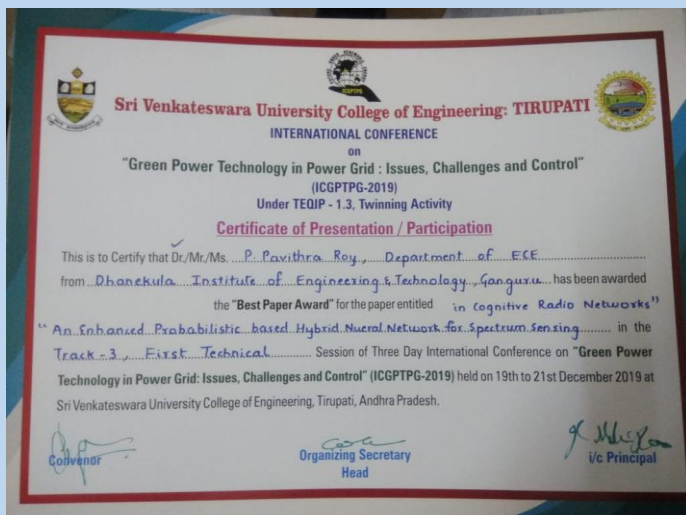 ICGPTPG
Sri Venkateswara University College of Engineering: TIRUPATI
INTERNATIONAL CONFERENCE
on
"Green Power Technology in Power Grid : Issues, Challenges and Control"
(ICGPTPG-2019)
Under TEQIP - 1.3, Twinning Activity
Certificate of Presentation / Participation
This is to Certify that Dr./Mr./Ms. P. Pavithra Roy, Department of ECE
from Dhanekula Institute of Engineering & Technology, Ganguru has been awarded
the "Best Paper Award" for the paper entitled in Cognitive Radio Networks"
"An Enhanced Probabilistic based Hybrid Nueral Network for Spectrum Sensing in the
Track-3, First Technical Session of Three Day International Conference on "Green Power
Technology in Power Grid: Issues, Challenges and Control" (ICGPTPG-2019) held on 19th to 21st December 2019 at
Sri Venkateswara University College of Engineering, Tirupati, Andhra Pradesh.
Convenor
Organizing Secretary
Head
i/c Principal